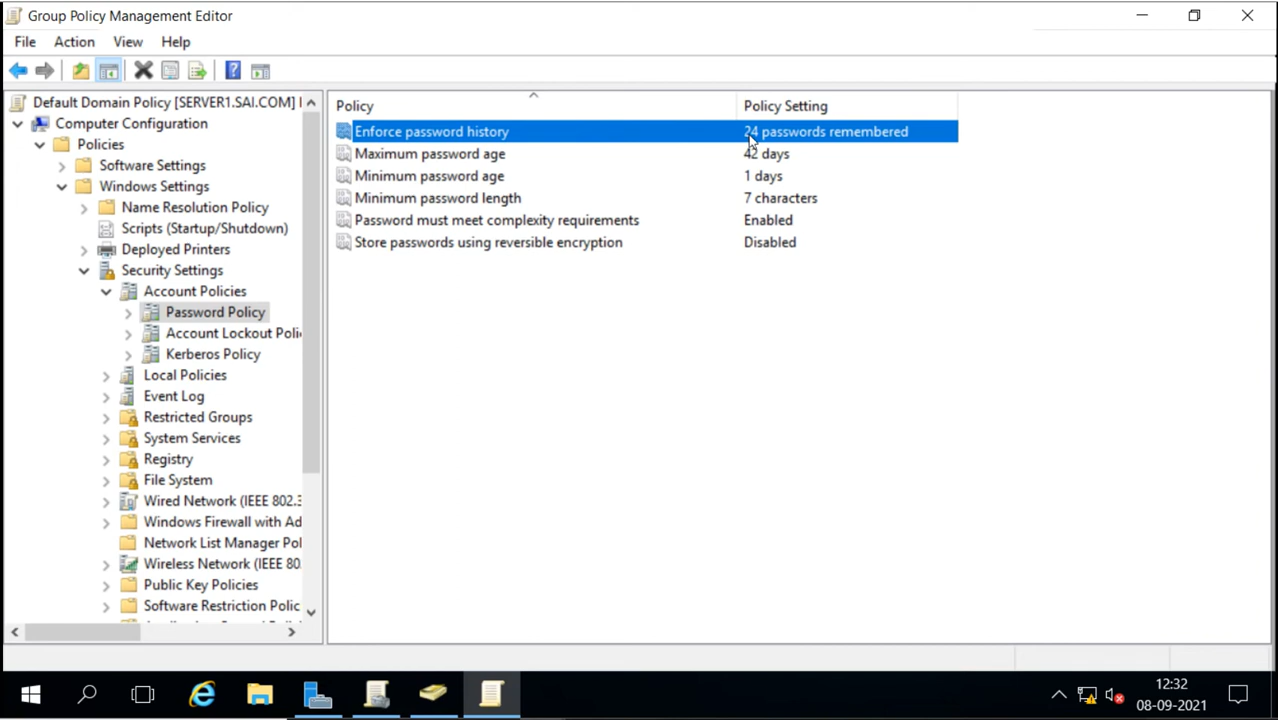 Group Policy Management Editor
File Action View Help
Default Domain Policy [SERVER1.SAI.COM]
Computer Configuration
Policies
Software Settings
Windows Settings
Name Resolution Policy
Scripts (Startup/Shutdown)
Deployed Printers
Security Settings
Account Policies
Password Policy
Account Lockout Poli
Kerberos Policy
Local Policies
Event Log
Restricted Groups
System Services
Registry
File System
Wired Network (IEEE 802.3
Windows Firewall with Ad
Network List Manager Pol
Wireless Network (IEEE 80
Public Key Policies
Software Restriction Polic
Policy Policy Setting
Enforce password history 24 passwords remembered
Maximum password age 42 days
Minimum password age 1 days
Minimum password length 7 characters
Password must meet complexity requirements Enabled
Store passwords using reversible encryption Disabled
12:32
08-09-2021